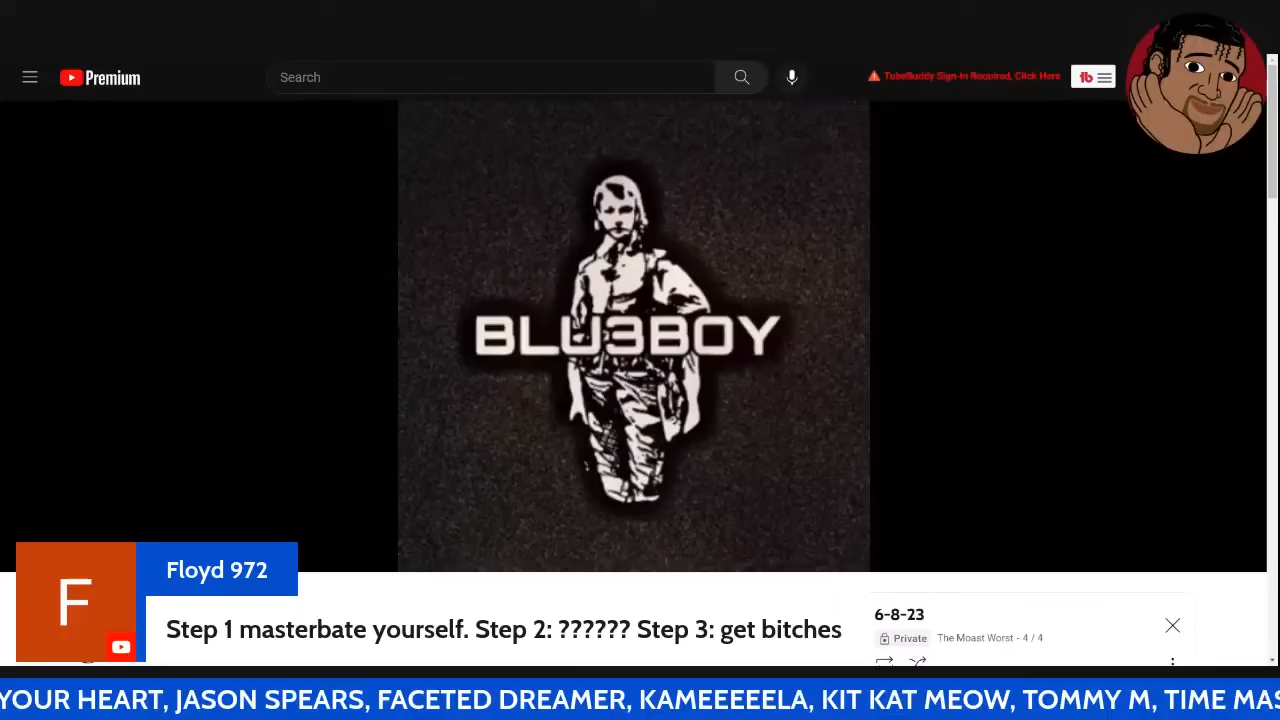 Premium
Search
TubeBuddy Sign-In Required, Click Here
tb
BLU3BOY
F
Floyd 972
Step 1 masterbate yourself. Step 2: ?????? Step 3: get bitches
6-8-23
Private
The Moast Worst - 4 / 4
YOUR HEART, JASON SPEARS, FACETED DREAMER, KAMEEEEELA, KIT KAT MEOW, TOMMY M, TIME MAS